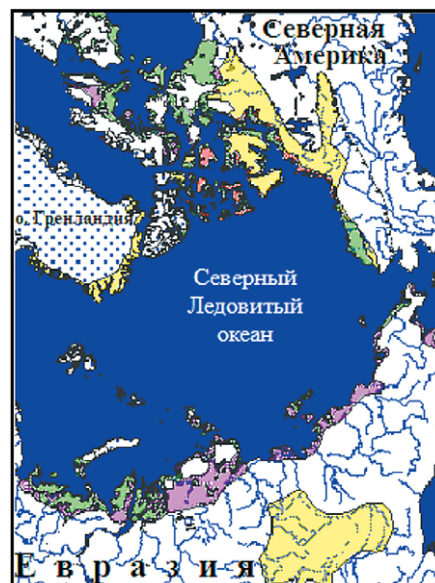 Северная
Америка
о. Гренландия
Северный
Ледовитый
океан
Евразия